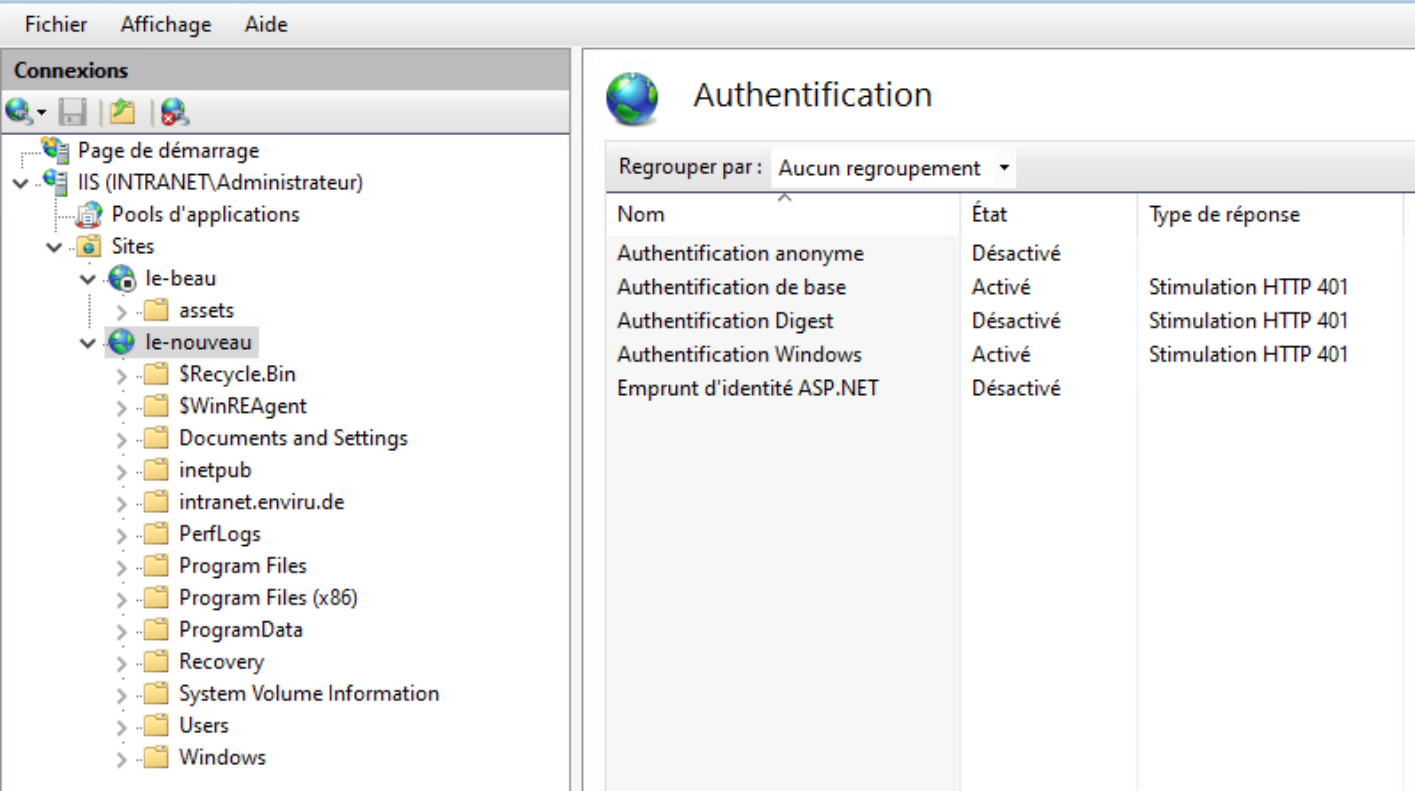 Fichier Affichage Aide
Connexions
Page de démarrage
IIS (INTRANET\Administrateur)
Pools d'applications
Sites
le-beau
assets
le-nouveau
$Recycle.Bin
$WinREAgent
Documents and Settings
inetpub
intranet.enviru.de
PerfLogs
Program Files
Program Files (x86)
ProgramData
Recovery
System Volume Information
Users
Windows
Authentification
Regrouper par : Aucun regroupement
Nom État Type de réponse
Authentification anonyme Désactivé
Authentification de base Activé Stimulation HTTP 401
Authentification Digest Désactivé Stimulation HTTP 401
Authentification Windows Activé Stimulation HTTP 401
Emprunt d'identité ASP.NET Désactivé